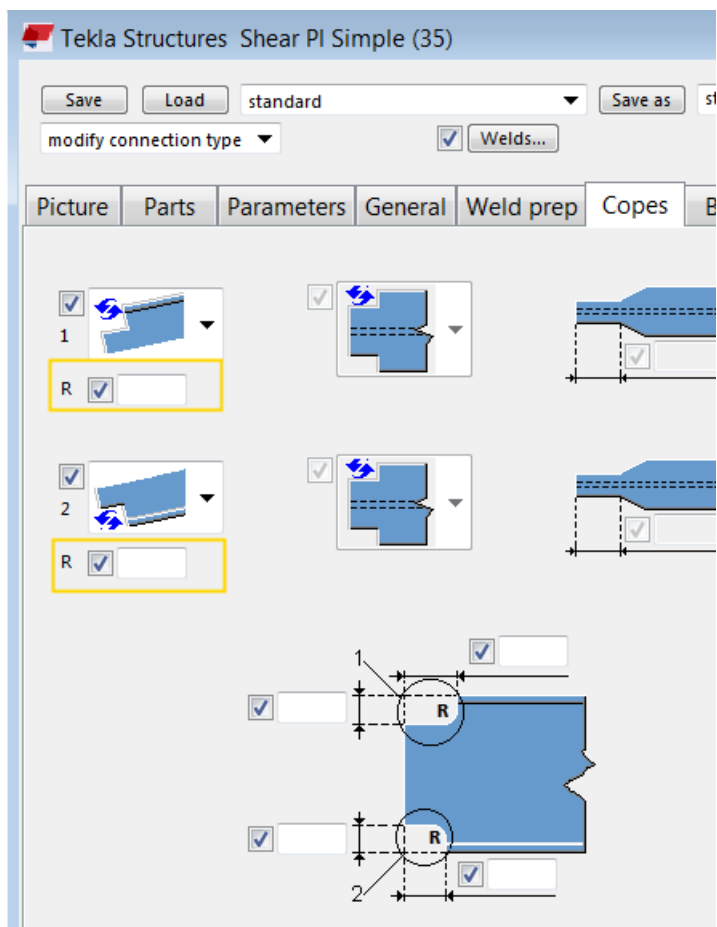 Tekla Structures Shear Pl Simple (35)
Save Load standard Save as
modify connection type Welds...
Picture Parts Parameters General Weld prep Copes
1
R
2
R
1
R
R
2